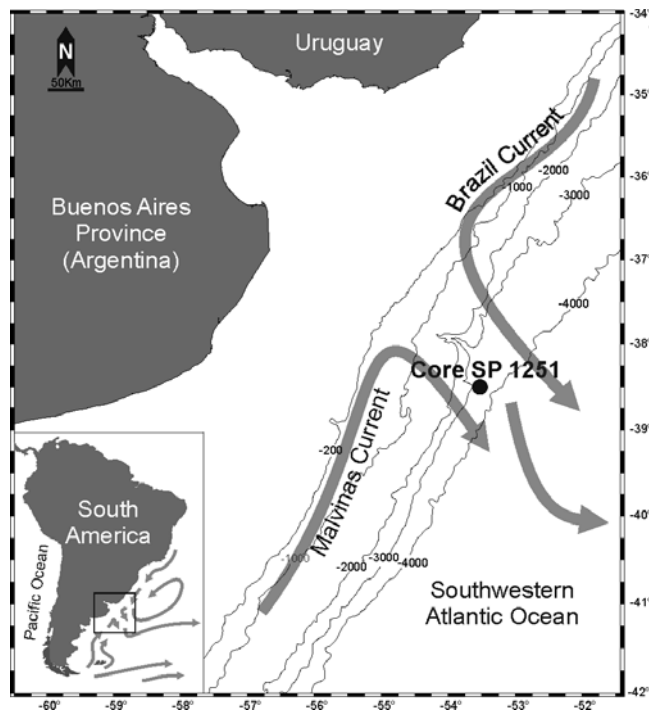 -34°
N
50Km
Uruguay
-35°
Brazil Current
-2000
-1000
-36°
-3000
Buenos Aires
Province
(Argentina)
-37°
-4000
-38°
Core SP 1251
-39°
-200
Malvinas Current
South
America
-40°
Pacific Ocean
-1000
-3000
-2000
-4000
Southwestern
Atlantic Ocean
-41°
-42°
-60°
-59°
-58°
-57°
-56°
-55°
-54°
-53°
-52°